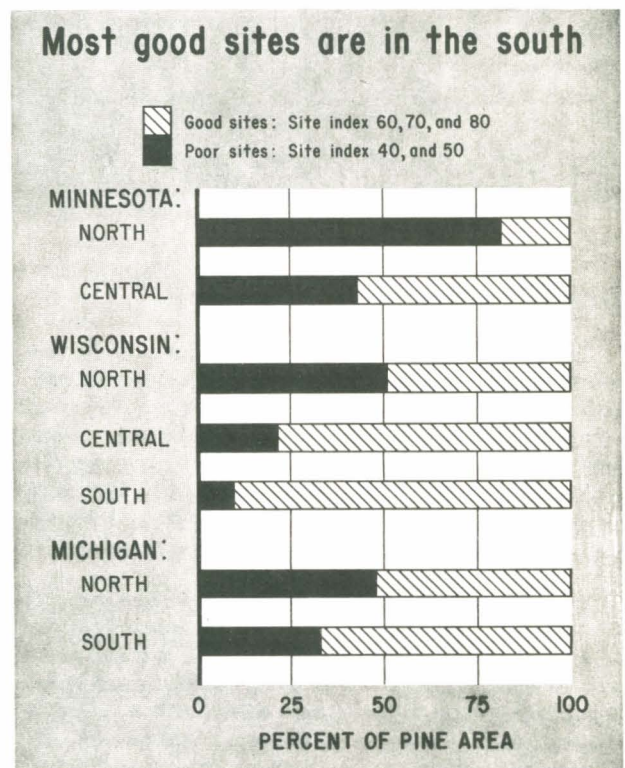 Most good sites are in the south
Good sites: Site index 60, 70, and 80
Poor sites: Site index 40, and 50
MINNESOTA:
NORTH
CENTRAL
WISCONSIN:
NORTH
CENTRAL
SOUTH
MICHIGAN:
NORTH
SOUTH
0 25 50 75 100
PERCENT OF PINE AREA